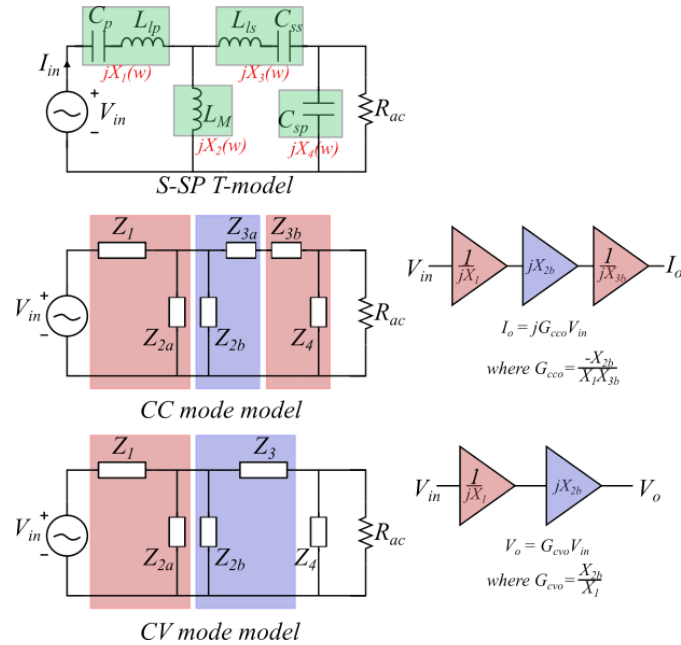 C_p L_lp L_ls C_ss
I_in jX_1(w) jX_3(w)
+ V_in - L_M C_sp R_ac
jX_2(w) jX_4(w)
S-SP T-model
Z_1 Z_3a Z_3b
V_in + - Z_2a Z_2b Z_4 R_ac
CC mode model
V_in 1/jX_1 jX_2b 1/jX_3b I_o
I_o = jG_cco V_in
where G_cco = -X_2b/X_1X_3b
Z_1 Z_3
V_in + - Z_2a Z_2b Z_4 R_ac
CV mode model
V_in 1/jX_1 jX_2b V_o
V_o = G_cvo V_in
where G_cvo = X_2b/X_1